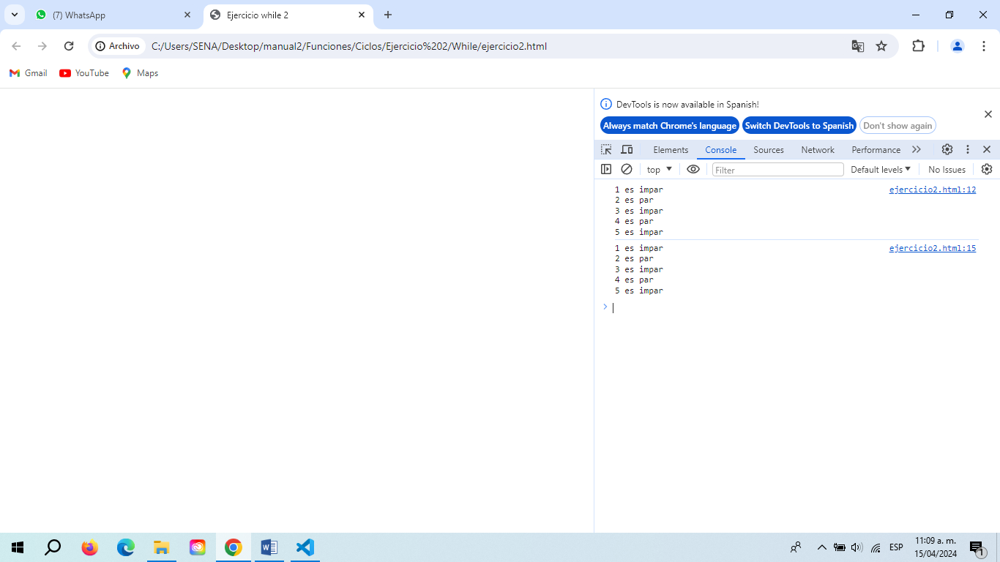 (7) WhatsApp
Ejercicio while 2
Archivo
C:/Users/SENA/Desktop/manual2/Funciones/Ciclos/Ejercicio%202/While/ejercicio2.html
Gmail
YouTube
Maps
DevTools is now available in Spanish!
Always match Chrome's language
Switch DevTools to Spanish
Don't show again
Elements
Console
Sources
Network
Performance
top
Filter
Default levels
No Issues
1 es impar
ejercicio2.html:12
2 es par
3 es impar
4 es par
5 es impar
1 es impar
ejercicio2.html:15
2 es par
3 es impar
4 es par
5 es impar
ESP
11:09 a. m.
15/04/2024
1